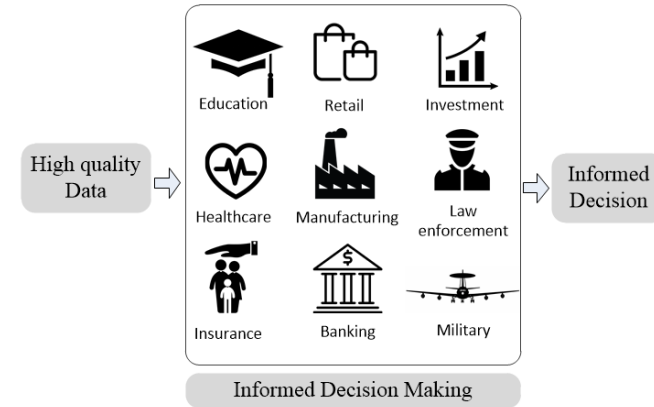 High quality
Data
Education
Retail
Investment
Healthcare
Manufacturing
Law
enforcement
$
Insurance
Banking
Military
Informed
Decision
Informed Decision Making